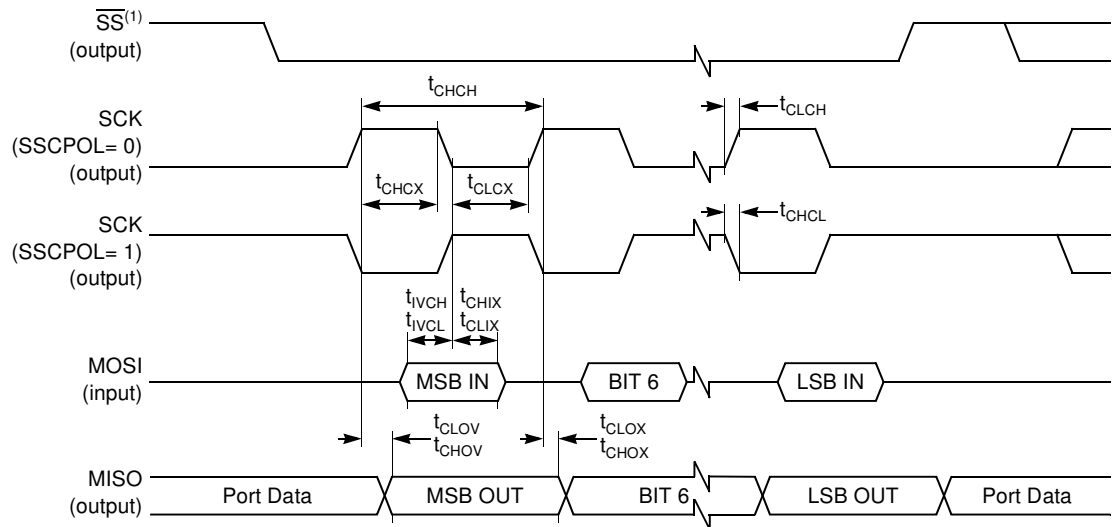 SS(1)
(output)
tCHCH
tCLCH
SCK
(SSCPOL= 0)
(output)
tCHCX
tCLCX
tCHCL
SCK
(SSCPOL= 1)
(output)
tIVCH
tCHIX
tIVCL
tCLIX
MOSI
(input)
MSB IN
BIT 6
LSB IN
tCLOV
tCLOX
tCHOV
tCHOX
MISO
(output)
Port Data
MSB OUT
BIT 6
LSB OUT
Port Data